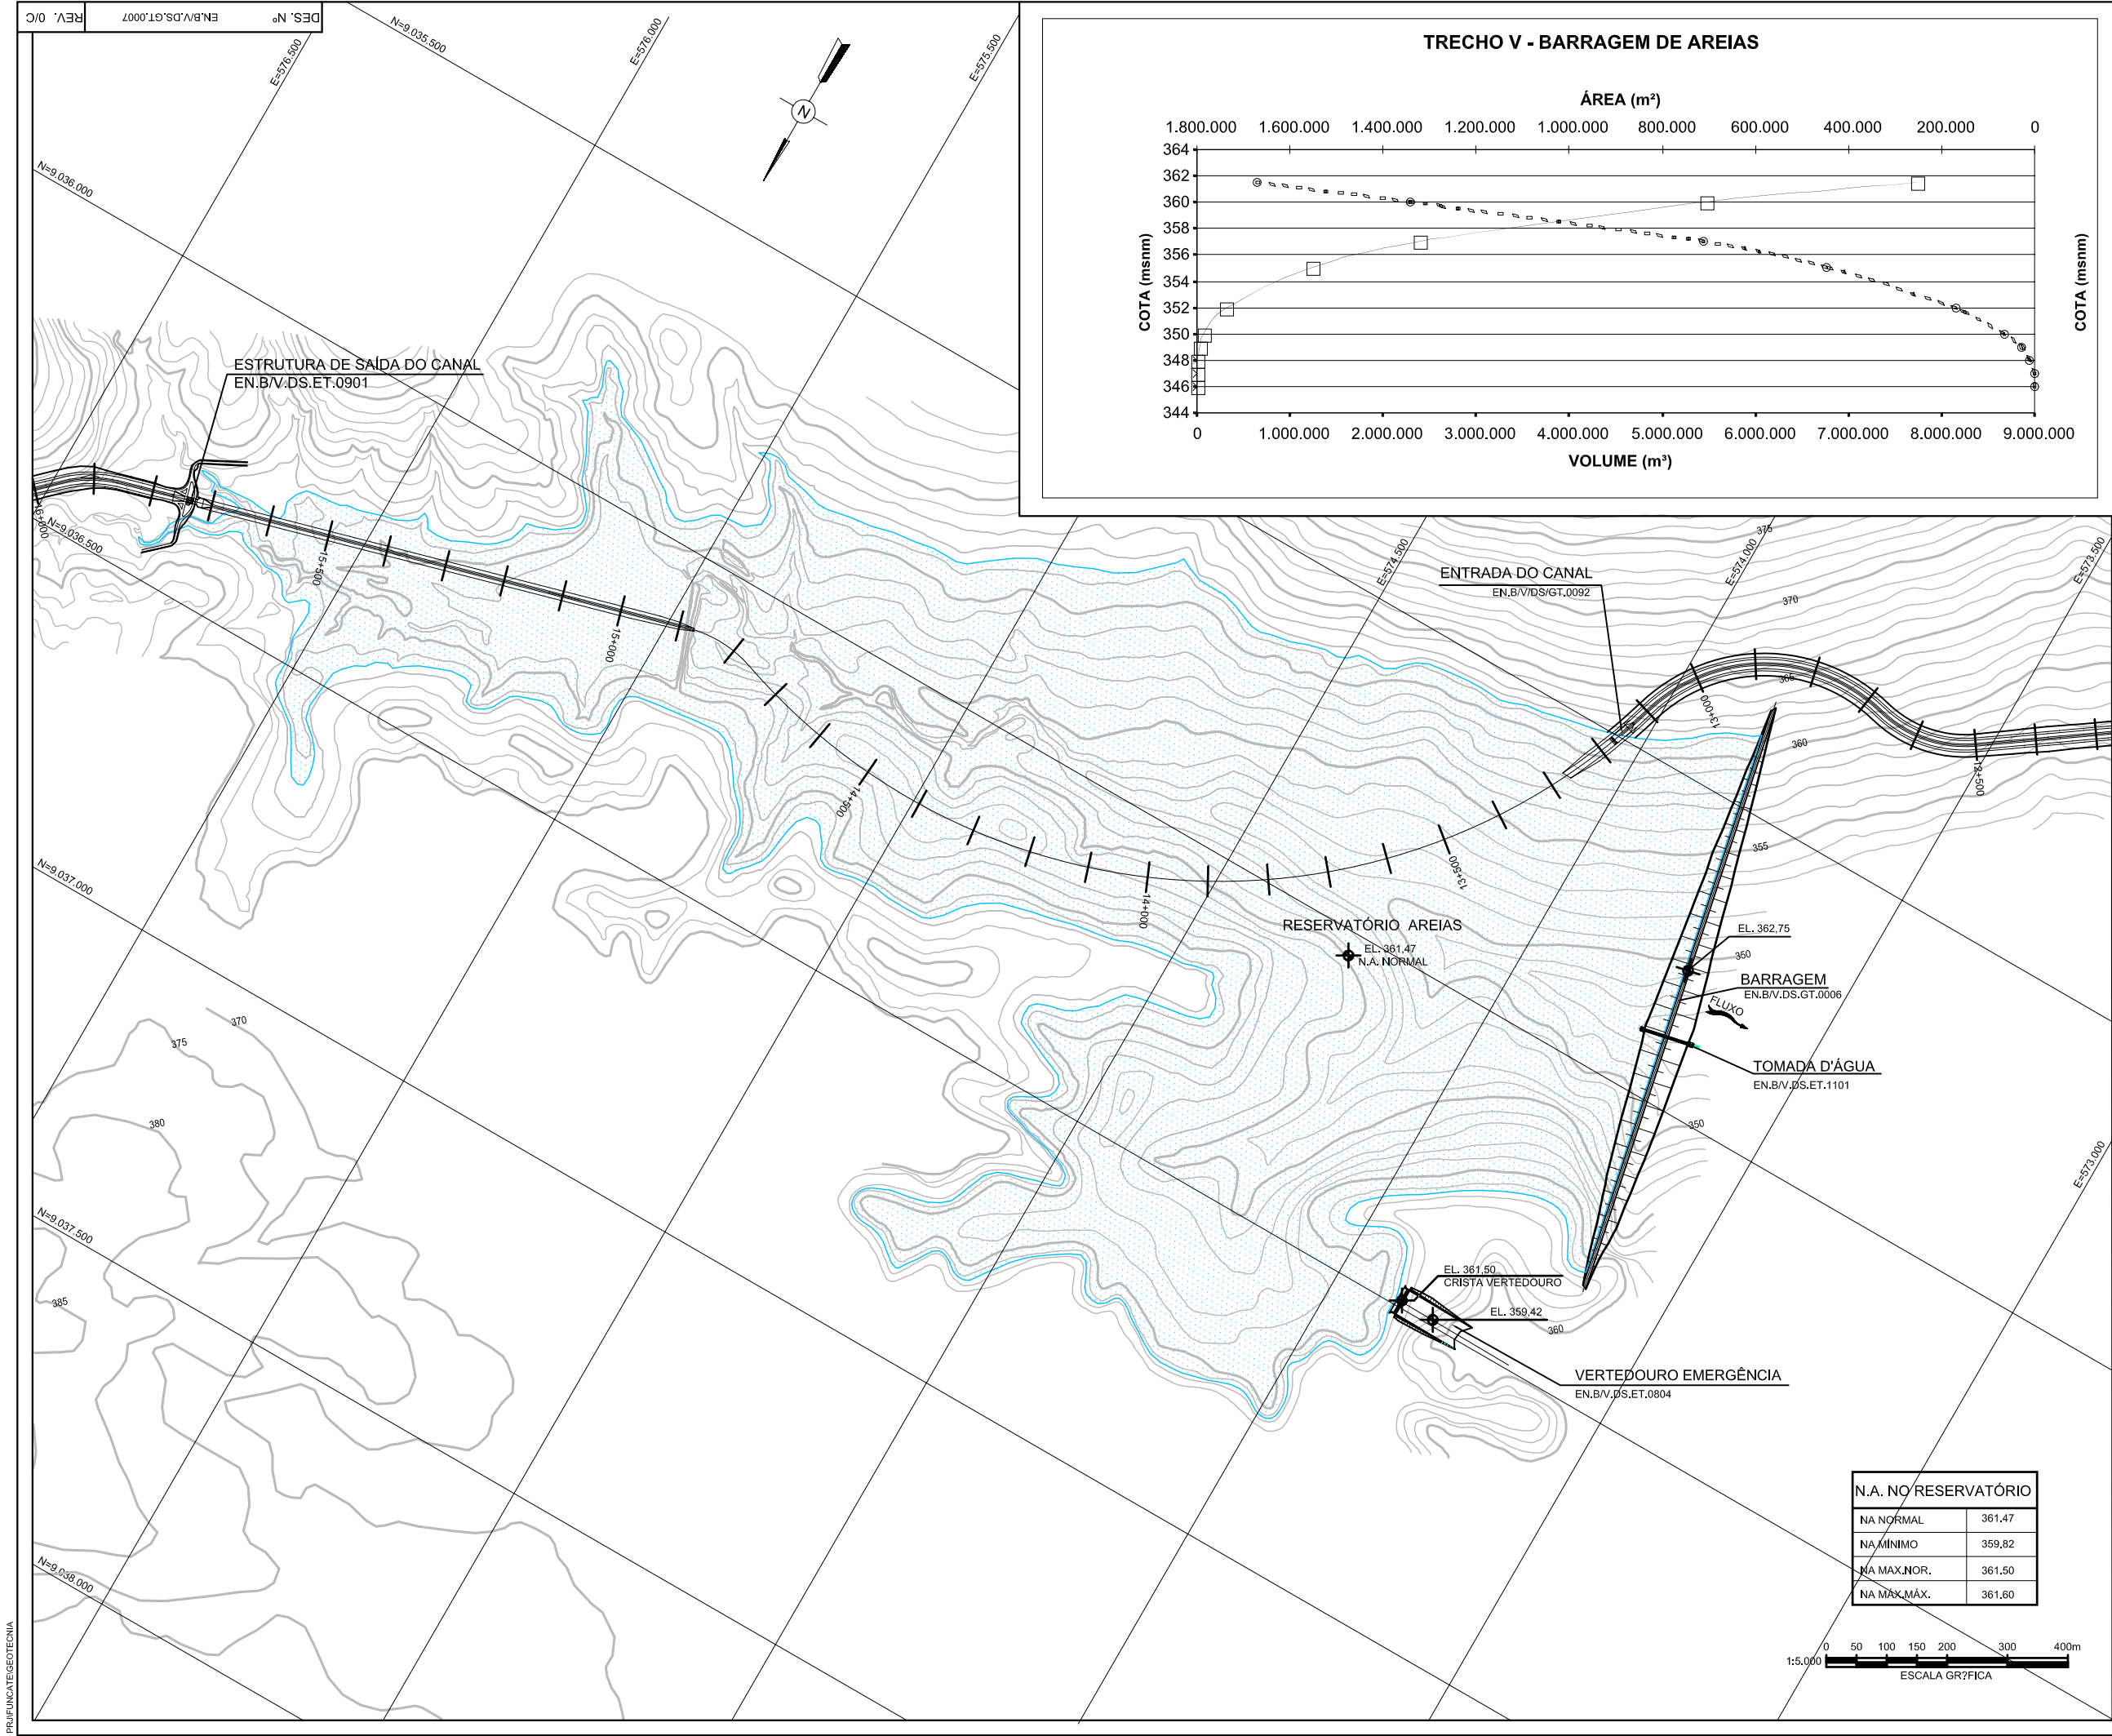 REV. 0/C
EN.B/V.DS.GT.0007
DES. Nº
E=576.500
N=9.035.500
E=576.000
E=575.500
N
TRECHO V - BARRAGEM DE AREIAS
ÁREA (m²)
1.800.000 1.600.000 1.400.000 1.200.000 1.000.000 800.000 600.000 400.000 200.000 0
COTA (msnm)
364
362
360
358
356
354
352
350
348
346
344
COTA (msnm)
0 1.000.000 2.000.000 3.000.000 4.000.000 5.000.000 6.000.000 7.000.000 8.000.000 9.000.000
VOLUME (m³)
N=9.036.000
ESTRUTURA DE SAÍDA DO CANAL
EN.B/V.DS.ET.0901
16+000
N=9.036.500
15+500
15+000
14+500
14+000
13+500
13+000
12+500
E=574.500
E=574.000
E=573.500
375
370
365
360
355
ENTRADA DO CANAL
EN.B/V/DS/GT.0092
N=9.037.000
RESERVATÓRIO AREIAS
EL. 361,47
N.A. NORMAL
EL. 362,75
350
BARRAGEM
EN.B/V.DS.GT.0006
FLUXO
TOMADA D'ÁGUA
EN.B/V.DS.ET.1101
350
E=573.000
370
375
380
385
N=9.037.500
EL. 361,50
CRISTA VERTEDOURO
EL. 359,42
360
VERTEDOURO EMERGÊNCIA
EN.B/V.DS.ET.0804
N=9.038.000
N.A. NO RESERVATÓRIO
NA NORMAL 361.47
NA MÍNIMO 359,82
NA MAX.NOR. 361.50
NA MÁX.MÁX. 361.60
0 50 100 150 200 300 400m
1:5.000
ESCALA GR?FICA
PRJ/FUNCATE/GEOTECNIA